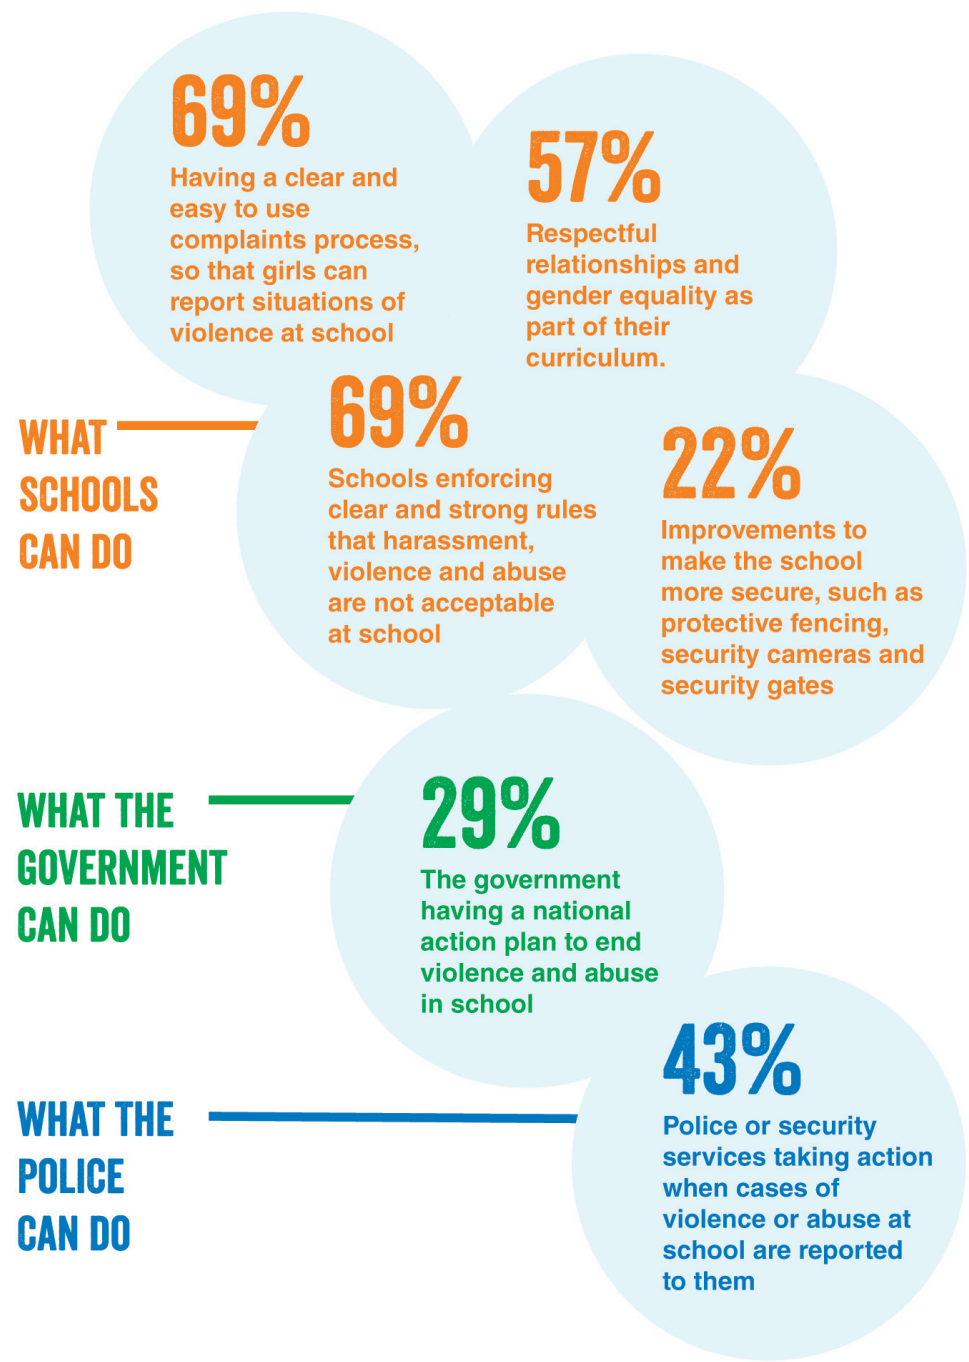 69%
Having a clear and
easy to use
complaints process,
so that girls can
report situations of
violence at school
57%
Respectful
relationships and
gender equality as
part of their
curriculum.
WHAT
SCHOOLS
CAN DO
69%
Schools enforcing
clear and strong rules
that harassment,
violence and abuse
are not acceptable
at school
22%
Improvements to
make the school
more secure, such as
protective fencing,
security cameras and
security gates
WHAT THE
GOVERNMENT
CAN DO
29%
The government
having a national
action plan to end
violence and abuse
in school
WHAT THE
POLICE
CAN DO
43%
Police or security
services taking action
when cases of
violence or abuse at
school are reported
to them